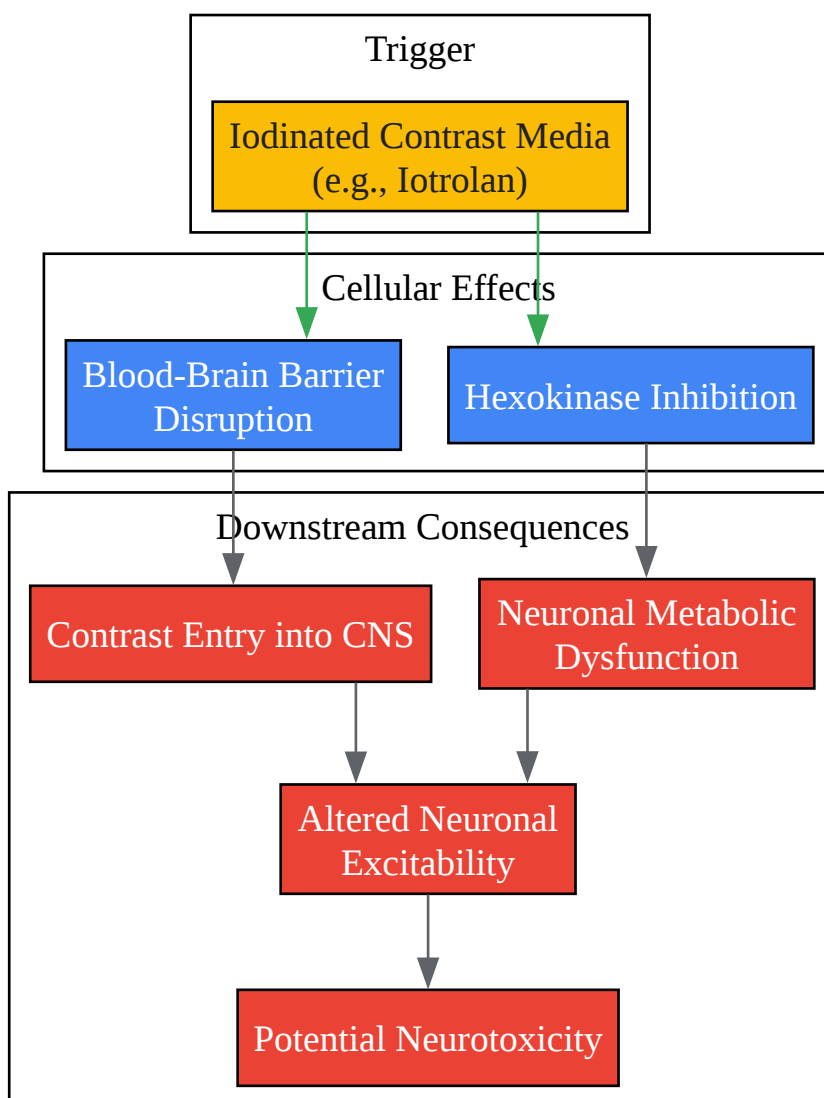 Trigger
Iodinated Contrast Media
(e.g., Iotrolan)
Cellular Effects
Blood-Brain Barrier
Disruption
Hexokinase Inhibition
Downstream Consequences
Contrast Entry into CNS
Neuronal Metabolic
Dysfunction
Altered Neuronal
Excitability
Potential Neurotoxicity